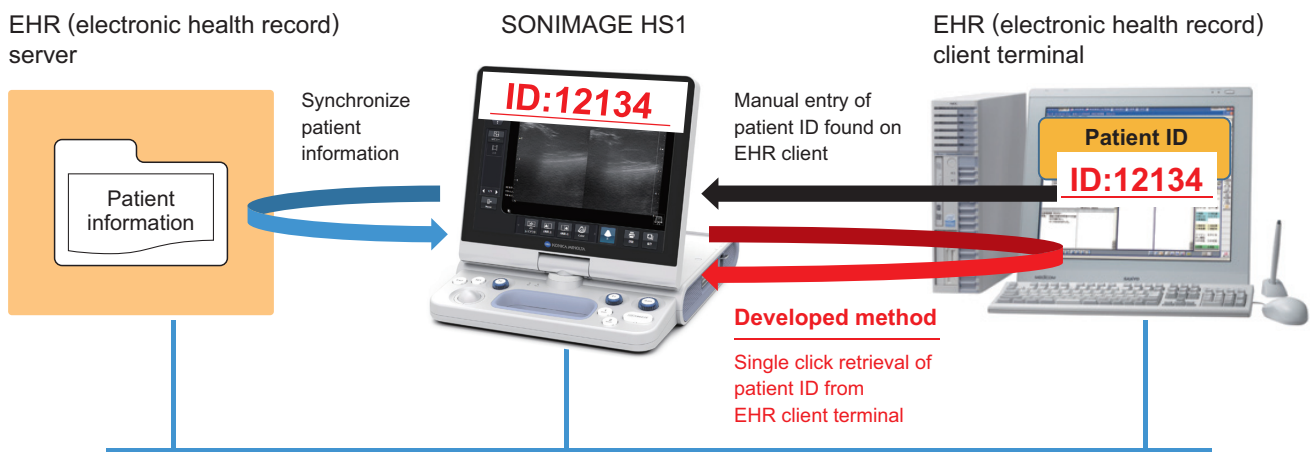 EHR (electronic health record)
server
SONIMAGE HS1
EHR (electronic health record)
client terminal
Synchronize
patient
information
Patient
information
ID:12134
KONICA MINOLTA
Manual entry of
patient ID found on
EHR client
Patient ID
ID:12134
Developed method
Single click retrieval of
patient ID from
EHR client terminal